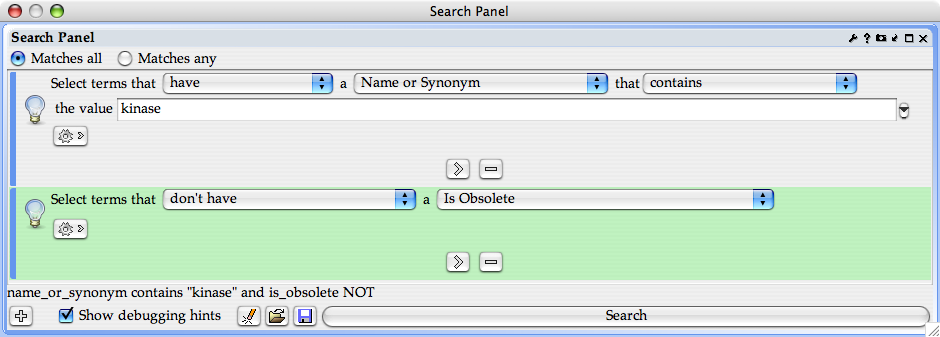 Search Panel
Search Panel
Matches all Matches any
Select terms that have a Name or Synonym that contains
the value kinase
Select terms that don't have a Is Obsolete
name_or_synonym contains "kinase" and is_obsolete NOT
Show debugging hints Search